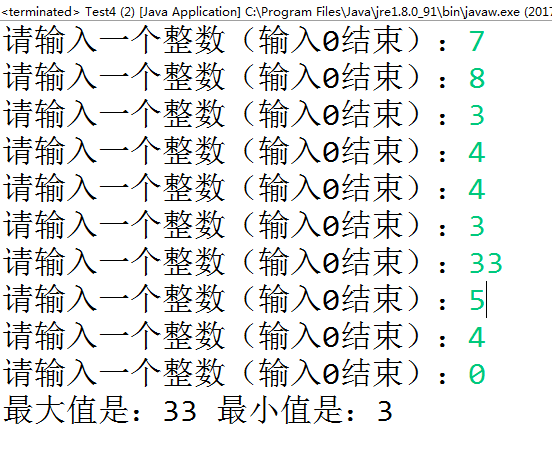 <terminated> Test4 (2) [Java Application] C:\Program Files\Java\jre1.8.0_91\bin\javaw.exe (2017
请输入一个整数（输入0结束）：7
请输入一个整数（输入0结束）：8
请输入一个整数（输入0结束）：3
请输入一个整数（输入0结束）：4
请输入一个整数（输入0结束）：4
请输入一个整数（输入0结束）：3
请输入一个整数（输入0结束）：33
请输入一个整数（输入0结束）：5
请输入一个整数（输入0结束）：4
请输入一个整数（输入0结束）：0
最大值是：33 最小值是：3